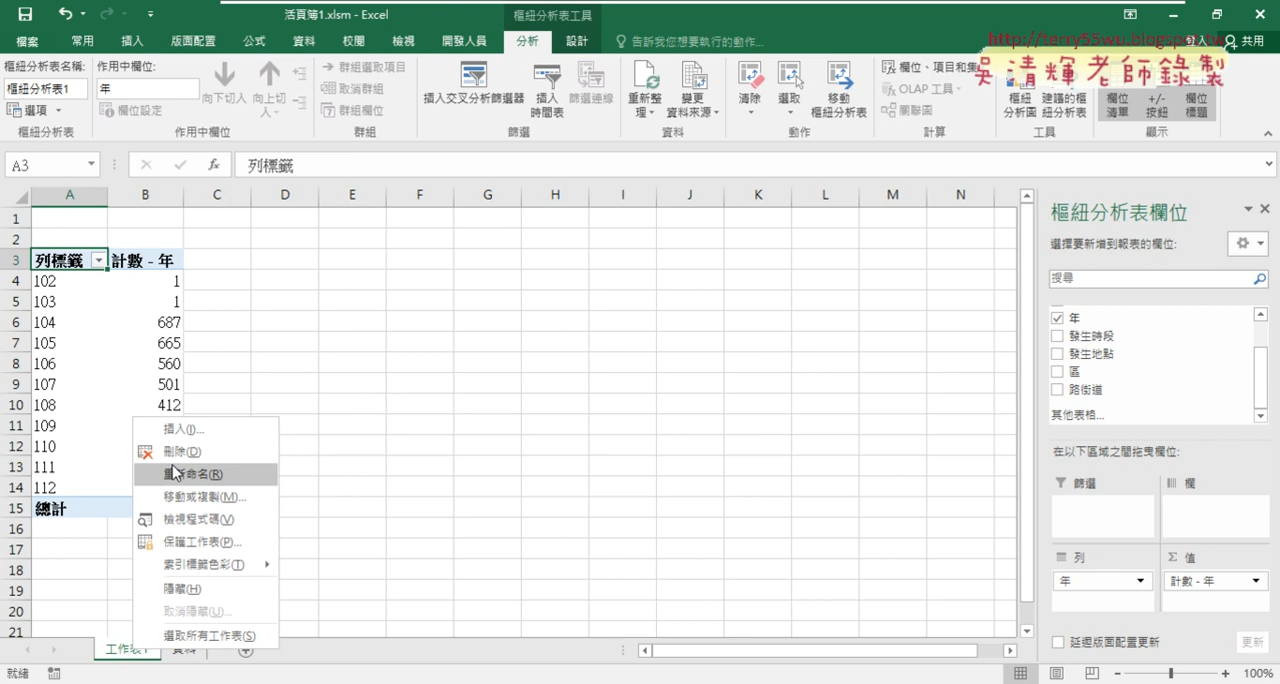 活頁簿1.xlsm - Excel
樞紐分析表工具
檔案 常用 插入 版面配置 公式 資料 校閱 檢視 開發人員 分析 設計 告訴我您想要執行的動作... 登入 共用
http://terry55wu.blogspot.tw
吳清輝老師錄製
樞紐分析表名稱:
樞紐分析表1
選項
樞紐分析表
作用中欄位:
年
欄位設定
向下切入
向上切入
作用中欄位
群組選取項目
取消群組
群組欄位
群組
插入交叉分析篩選器
插入時間表
篩選連線
篩選
重新整理
變更資料來源
資料
清除
選取
移動樞紐分析表
動作
欄位、項目和集
OLAP 工具
關聯圖
計算
樞紐分析圖
建議的樞紐分析表
工具
欄位清單
+/- 按鈕
欄位標題
顯示
A3
fx
列標籤
A B C D E F G H I J K L M N
1
2
3 列標籤 計數 - 年
4 102 1
5 103 1
6 104 687
7 105 665
8 106 560
9 107 501
10 108 412
11 109
12 110
13 111
14 112
15 總計
16
17
18
19
20
21
插入(I)...
刪除(D)
重新命名(R)
移動或複製(M)...
檢視程式碼(V)
保護工作表(P)...
索引標籤色彩(T)
隱藏(H)
取消隱藏(U)...
選取所有工作表(S)
工作表1 資料
就緒
100%
樞紐分析表欄位
選擇要新增到報表的欄位:
搜尋
年
發生時段
發生地點
區
路街道
其他表格...
在以下區域之間拖曳欄位:
篩選
欄
列
Σ 值
年
計數 - 年
延遲版面配置更新
更新